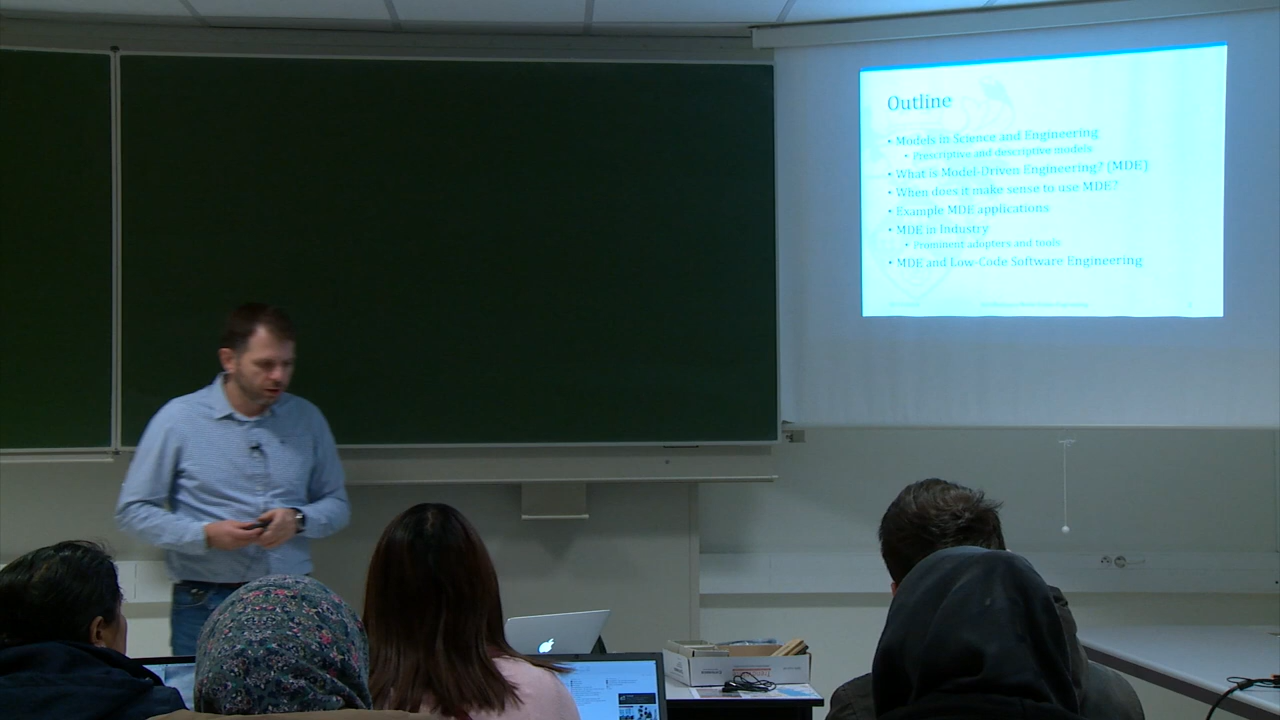 Outline
• Models in Science and Engineering
• Prescriptive and descriptive models
• What is Model-Driven Engineering? (MDE)
• When does it make sense to use MDE?
• Example MDE applications
• MDE in Industry
• Prominent adopters and tools
• MDE and Low-Code Software Engineering